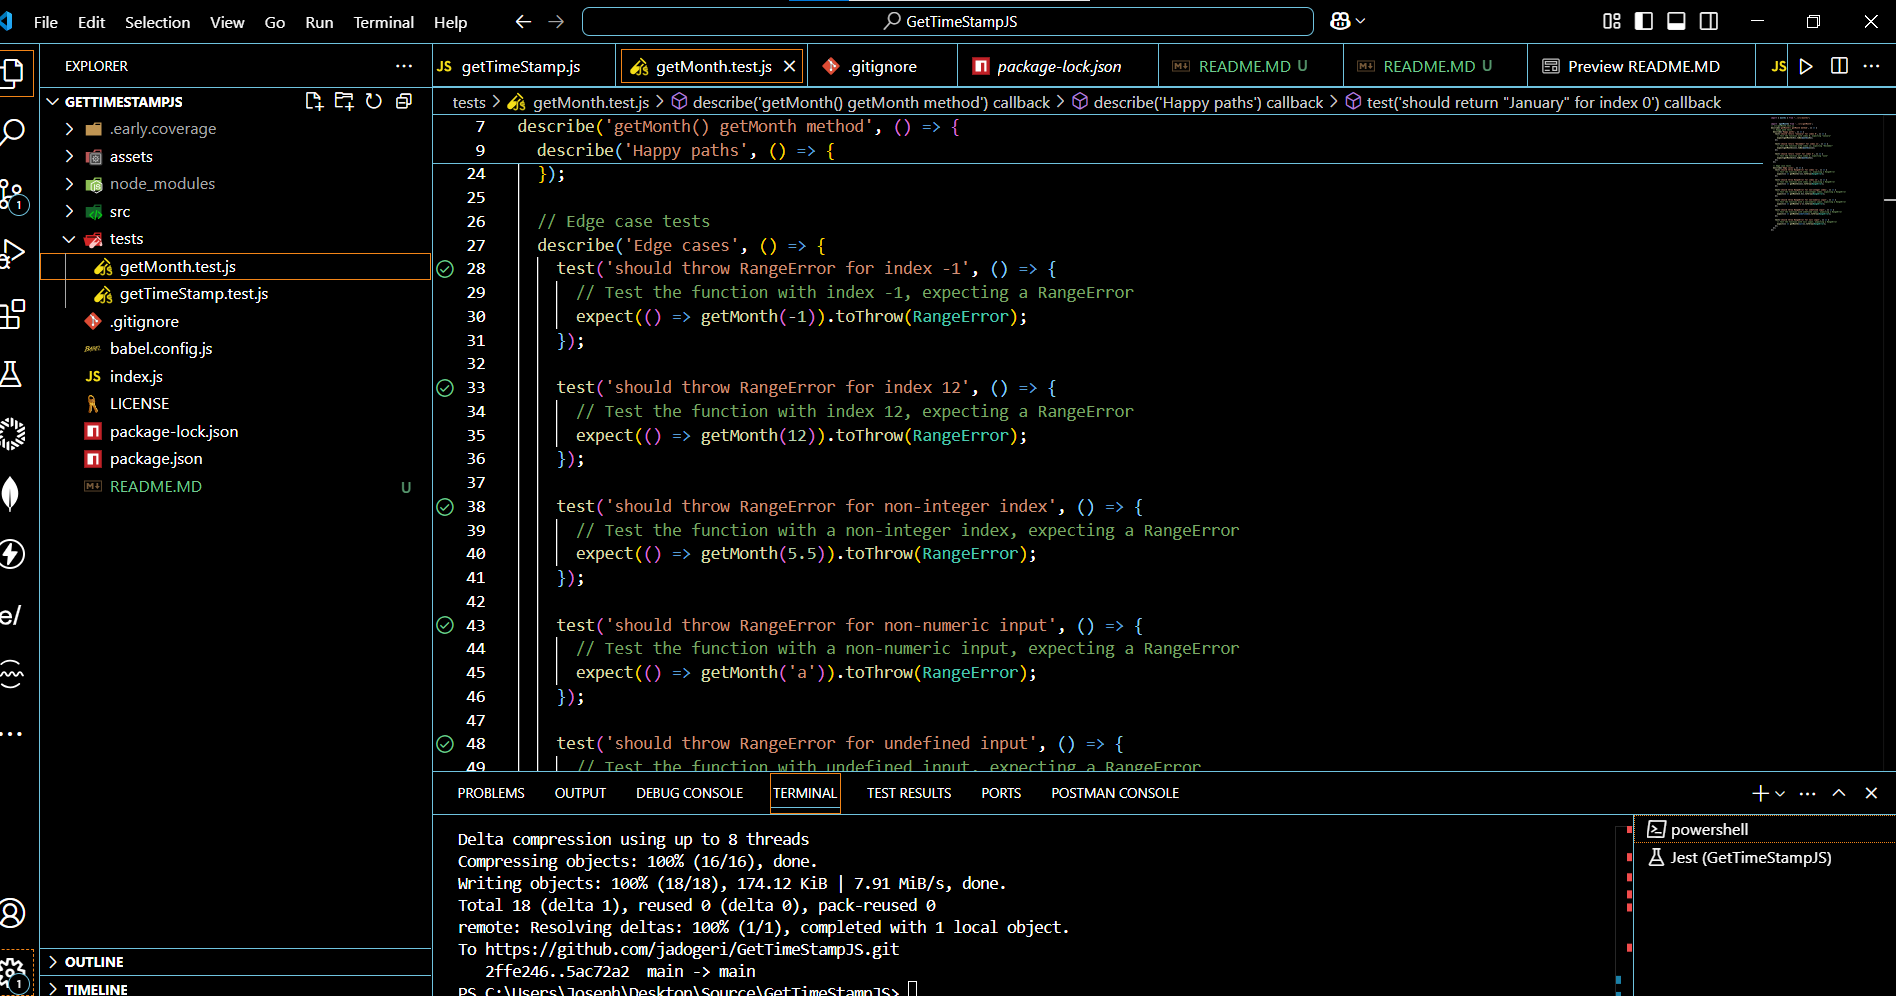 File Edit Selection View Go Run Terminal Help
GetTimeStampJS
EXPLORER
JS getTimeStamp.js
getMonth.test.js
.gitignore
package-lock.json
README.MD U
README.MD U
Preview README.MD
JS
tests > getMonth.test.js > describe('getMonth() getMonth method') callback > describe('Happy paths') callback > test('should return "January" for index 0') callback
GETTIMESTAMPJS
.early.coverage
assets
node_modules
src
tests
getMonth.test.js
getTimeStamp.test.js
.gitignore
babel.config.js
JS index.js
LICENSE
package-lock.json
package.json
README.MD U
OUTLINE
TIMELINE
1
1
7 describe('getMonth() getMonth method', () => {
9 describe('Happy paths', () => {
24 });
25
26 // Edge case tests
27 describe('Edge cases', () => {
28 test('should throw RangeError for index -1', () => {
29 // Test the function with index -1, expecting a RangeError
30 expect(() => getMonth(-1)).toThrow(RangeError);
31 });
32
33 test('should throw RangeError for index 12', () => {
34 // Test the function with index 12, expecting a RangeError
35 expect(() => getMonth(12)).toThrow(RangeError);
36 });
37
38 test('should throw RangeError for non-integer index', () => {
39 // Test the function with a non-integer index, expecting a RangeError
40 expect(() => getMonth(5.5)).toThrow(RangeError);
41 });
42
43 test('should throw RangeError for non-numeric input', () => {
44 // Test the function with a non-numeric input, expecting a RangeError
45 expect(() => getMonth('a')).toThrow(RangeError);
46 });
47
48 test('should throw RangeError for undefined input', () => {
49 // Test the function with undefined input, expecting a RangeError
PROBLEMS OUTPUT DEBUG CONSOLE TERMINAL TEST RESULTS PORTS POSTMAN CONSOLE
Delta compression using up to 8 threads
Compressing objects: 100% (16/16), done.
Writing objects: 100% (18/18), 174.12 KiB | 7.91 MiB/s, done.
Total 18 (delta 1), reused 0 (delta 0), pack-reused 0
remote: Resolving deltas: 100% (1/1), completed with 1 local object.
To https://github.com/jadogeri/GetTimeStampJS.git
2ffe246..5ac72a2 main -> main
PS C:\Users\Joseph\Desktop\Source\GetTimeStampJS>
powershell
Jest (GetTimeStampJS)